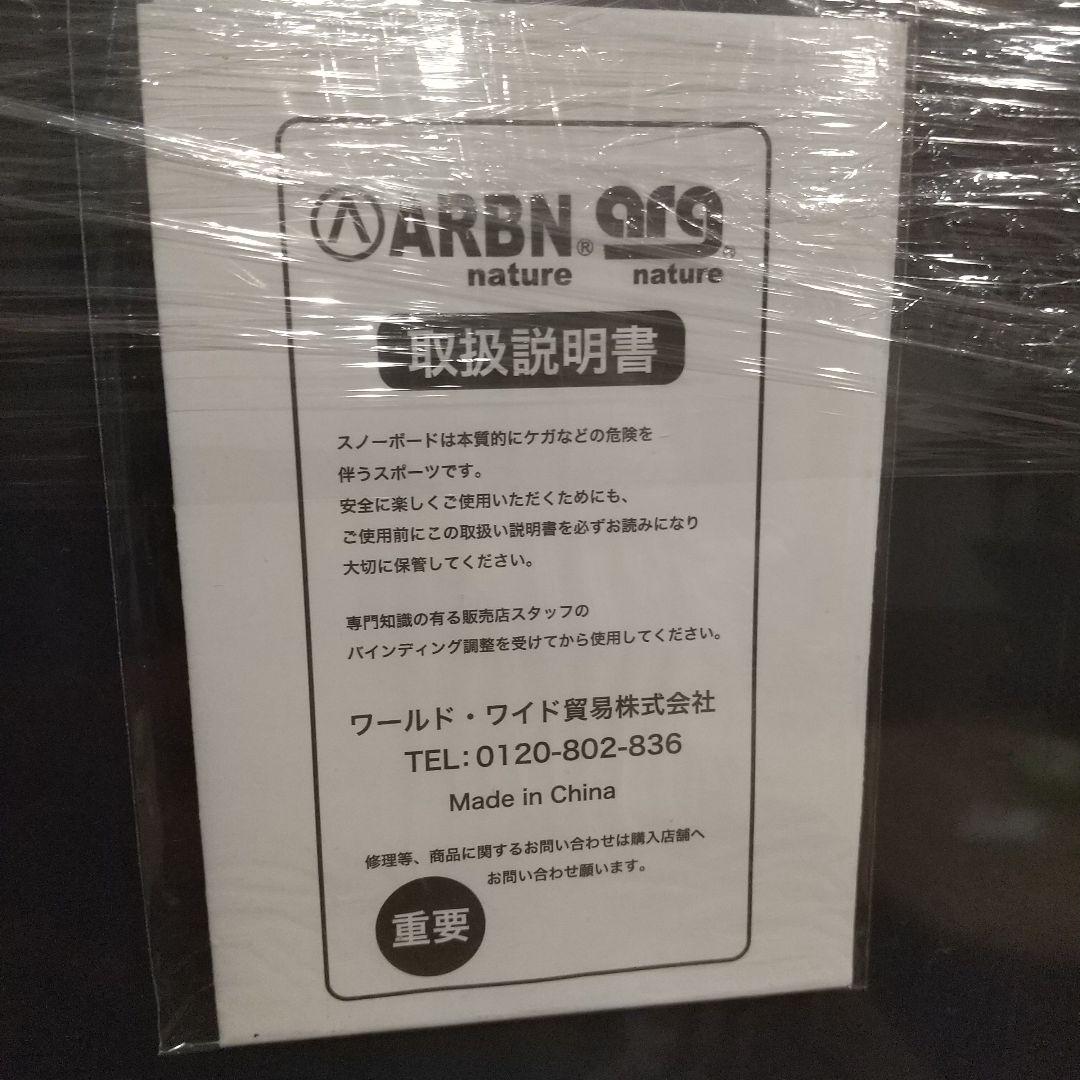 ARBN® arg®
nature nature
取扱説明書
スノーボードは本質的にケガなどの危険を
伴うスポーツです。
安全に楽しくご使用いただくためにも、
ご使用前にこの取扱い説明書を必ずお読みになり
大切に保管してください。
専門知識の有る販売店スタッフの
バインディング調整を受けてから使用してください。
ワールド・ワイド貿易株式会社
TEL:0120-802-836
Made in China
修理等、商品に関するお問い合わせは購入店舗へ
お問い合わせ願います。
重要